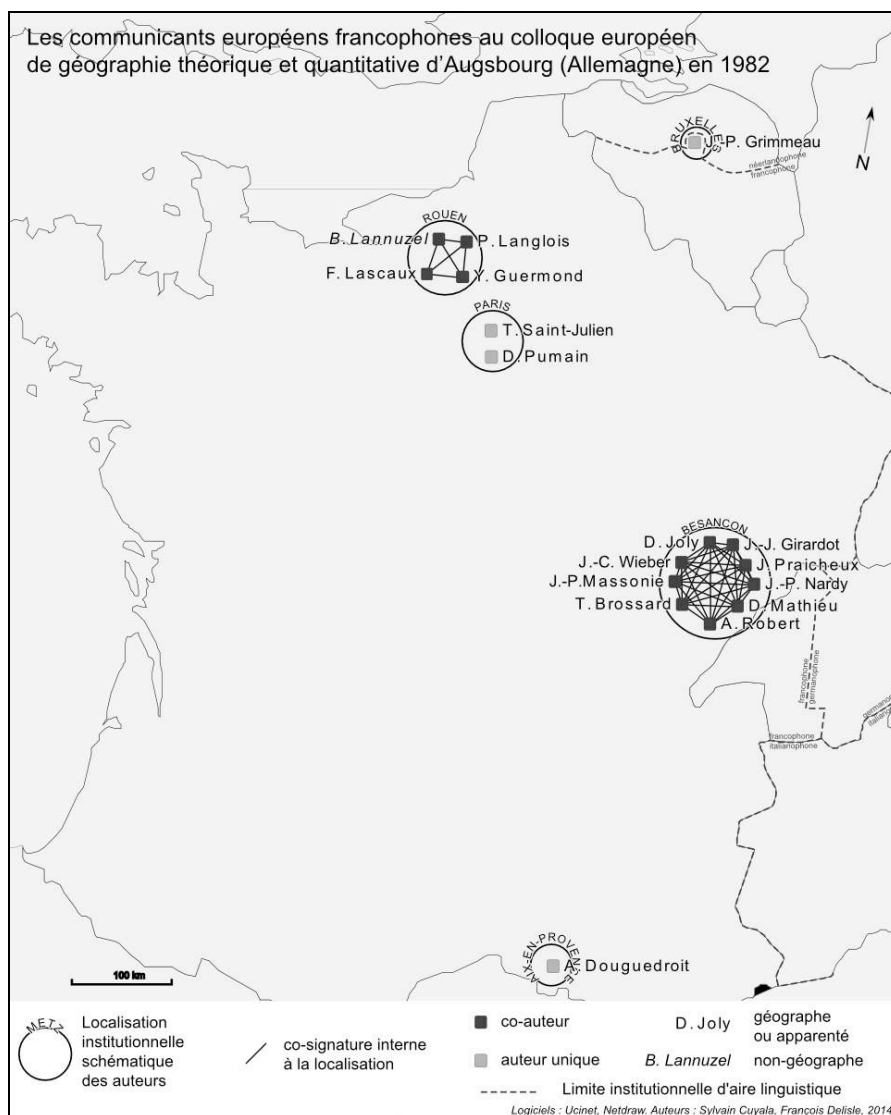 Les communicants européens francophones au colloque européen
de géographie théorique et quantitative d'Augsbourg (Allemagne) en 1982
BRUXELLES
J.-P. Grimmeau
néerlandophone
francophone
N
ROUEN
B. Lannuzel
P. Langlois
F. Lascaux
Y. Guermond
PARIS
T. Saint-Julien
D. Pumain
BESANCON
D. Joly
J.-J. Girardot
J.-C. Wieber
J. Praicheux
J.-P. Massonie
J.-P. Nardy
T. Brossard
D. Mathieu
A. Robert
francophone
germanophone
francophone
italianophone
AIX-EN-PROVENCE
A. Douguedroit
100 km
METZ
Localisation
institutionnelle
schématique
des auteurs
co-signature interne
à la localisation
co-auteur
auteur unique
D. Joly
géographe
ou apparenté
B. Lannuzel
non-géographe
Limite institutionnelle d'aire linguistique
Logiciels : Ucinet, Netdraw. Auteurs : Sylvain Cuyala, François Delisle, 2014